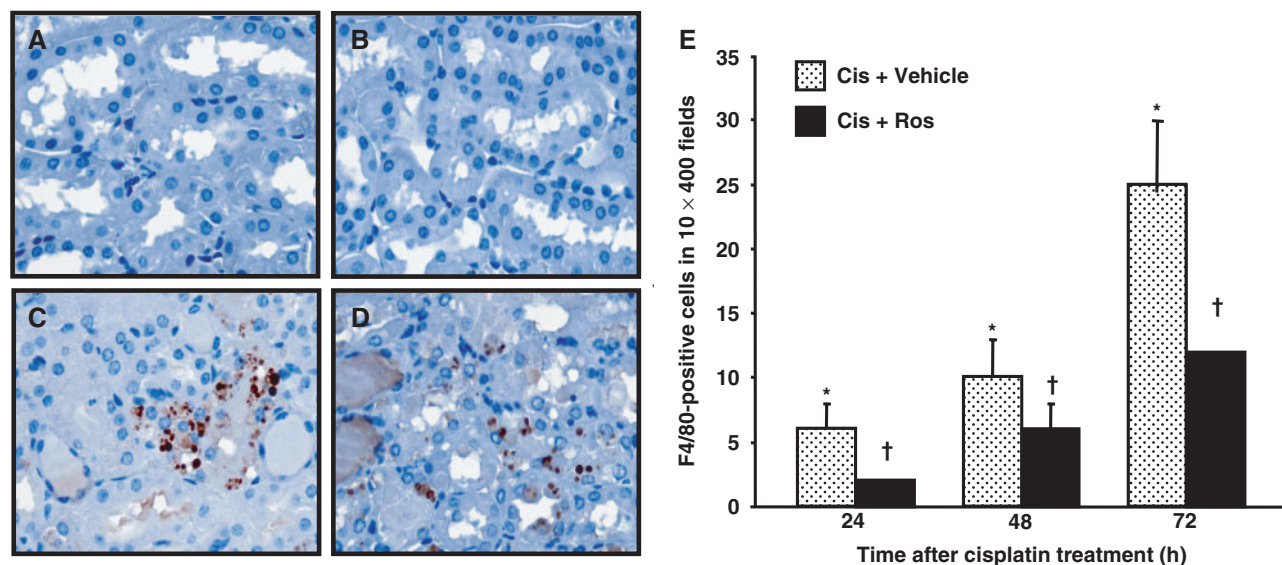 A
B
C
D
E
F4/80-positive cells in 10 × 400 fields
35
30
25
20
15
10
5
0
Cis + Vehicle
Cis + Ros
*
†
*
†
*
†
24
48
72
Time after cisplatin treatment (h)